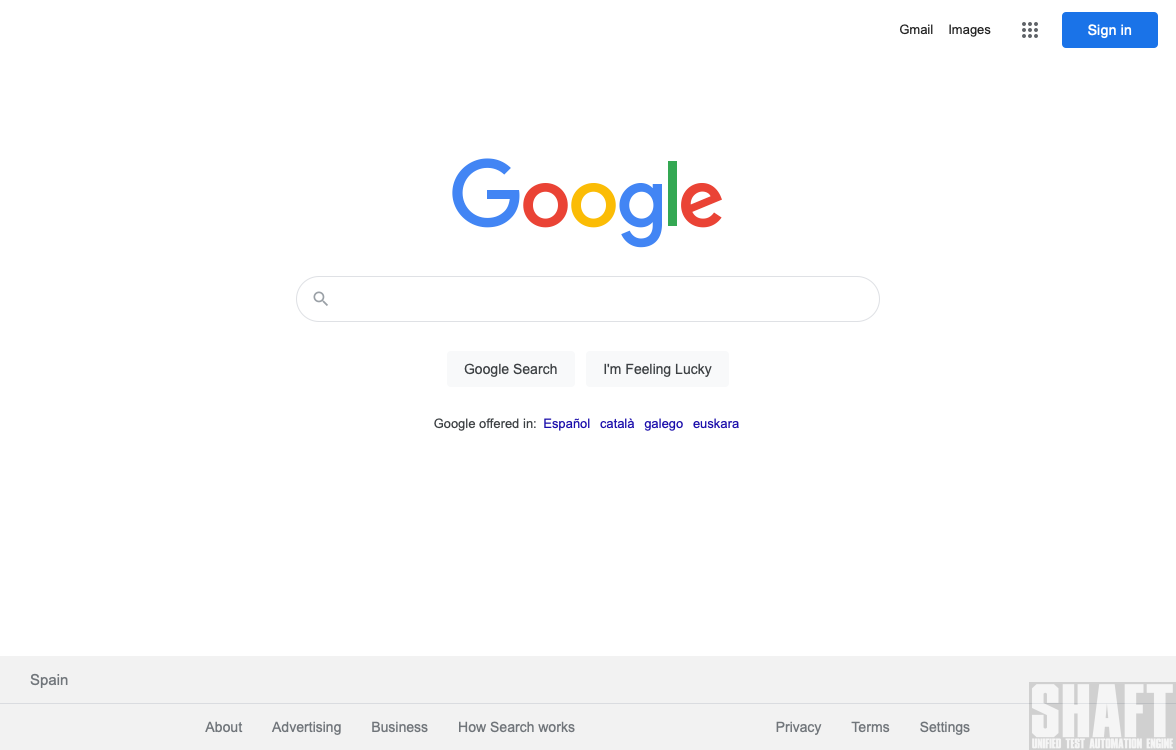 Gmail Images Sign in
Google
Google Search I'm Feeling Lucky
Google offered in: Español català galego euskara
Spain
About Advertising Business How Search works Privacy Terms Settings
SHAFT
UNIFIED TEST AUTOMATION ENGINE